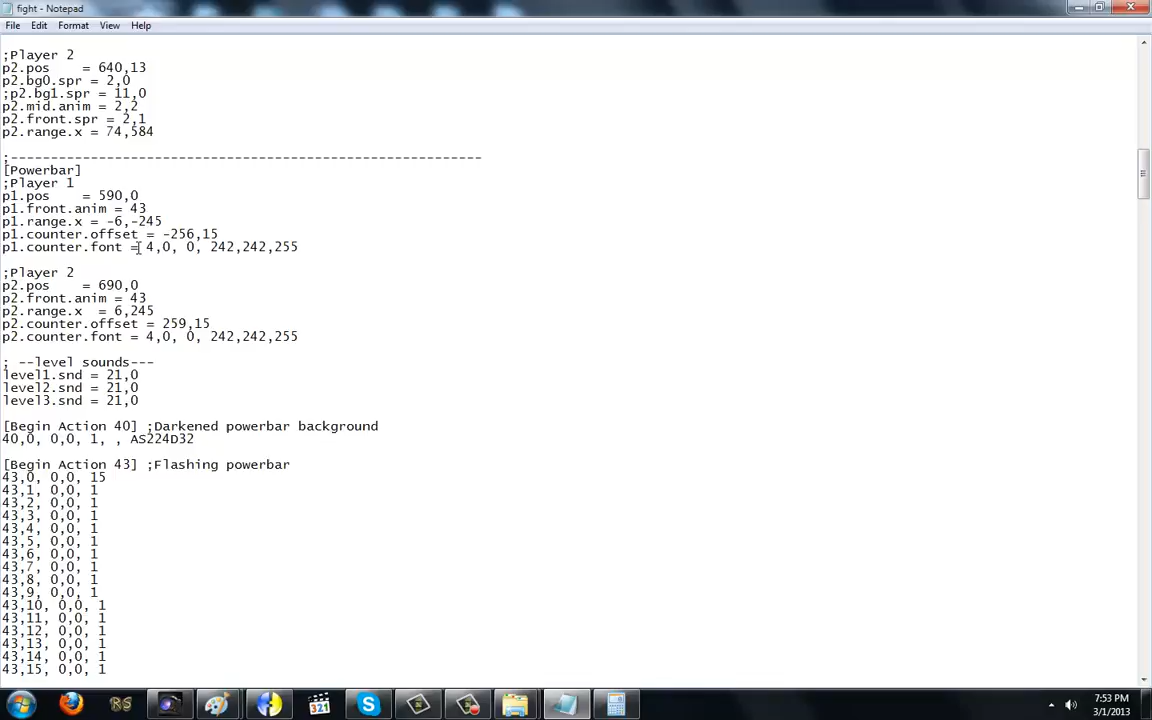 fight - Notepad
File Edit Format View Help
;Player 2
p2.pos    = 640,13
p2.bg0.spr = 2,0
;p2.bg1.spr = 11,0
p2.mid.anim = 2,2
p2.front.spr = 2,1
p2.range.x = 74,584
;-----------------------------------------------------------
[Powerbar]
;Player 1
p1.pos    = 590,0
p1.front.anim = 43
p1.range.x = -6,-245
p1.counter.offset = -256,15
p1.counter.font = 4,0, 0, 242,242,255
;Player 2
p2.pos    = 690,0
p2.front.anim = 43
p2.range.x  = 6,245
p2.counter.offset = 259,15
p2.counter.font = 4,0, 0, 242,242,255
; --level sounds---
level1.snd = 21,0
level2.snd = 21,0
level3.snd = 21,0
[Begin Action 40] ;Darkened powerbar background
40,0, 0,0, 1, , AS224D32
[Begin Action 43] ;Flashing powerbar
43,0, 0,0, 15
43,1, 0,0, 1
43,2, 0,0, 1
43,3, 0,0, 1
43,4, 0,0, 1
43,5, 0,0, 1
43,6, 0,0, 1
43,7, 0,0, 1
43,8, 0,0, 1
43,9, 0,0, 1
43,10, 0,0, 1
43,11, 0,0, 1
43,12, 0,0, 1
43,13, 0,0, 1
43,14, 0,0, 1
43,15, 0,0, 1
RS
321
7:53 PM
3/1/2013